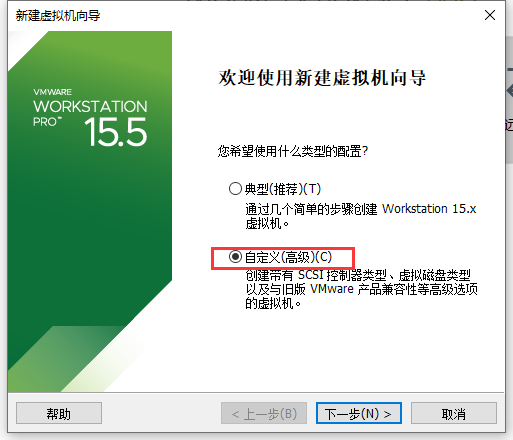 新建虚拟机向导
VMWARE
WORKSTATION
PRO™
15.5
欢迎使用新建虚拟机向导
您希望使用什么类型的配置?
典型(推荐)(T)
通过几个简单的步骤创建 Workstation 15.x
虚拟机。
自定义(高级)(C)
创建带有 SCSI 控制器类型、虚拟磁盘类型
以及与旧版 VMware 产品兼容性等高级选项
的虚拟机。
帮助
< 上一步(B)
下一步(N) >
取消